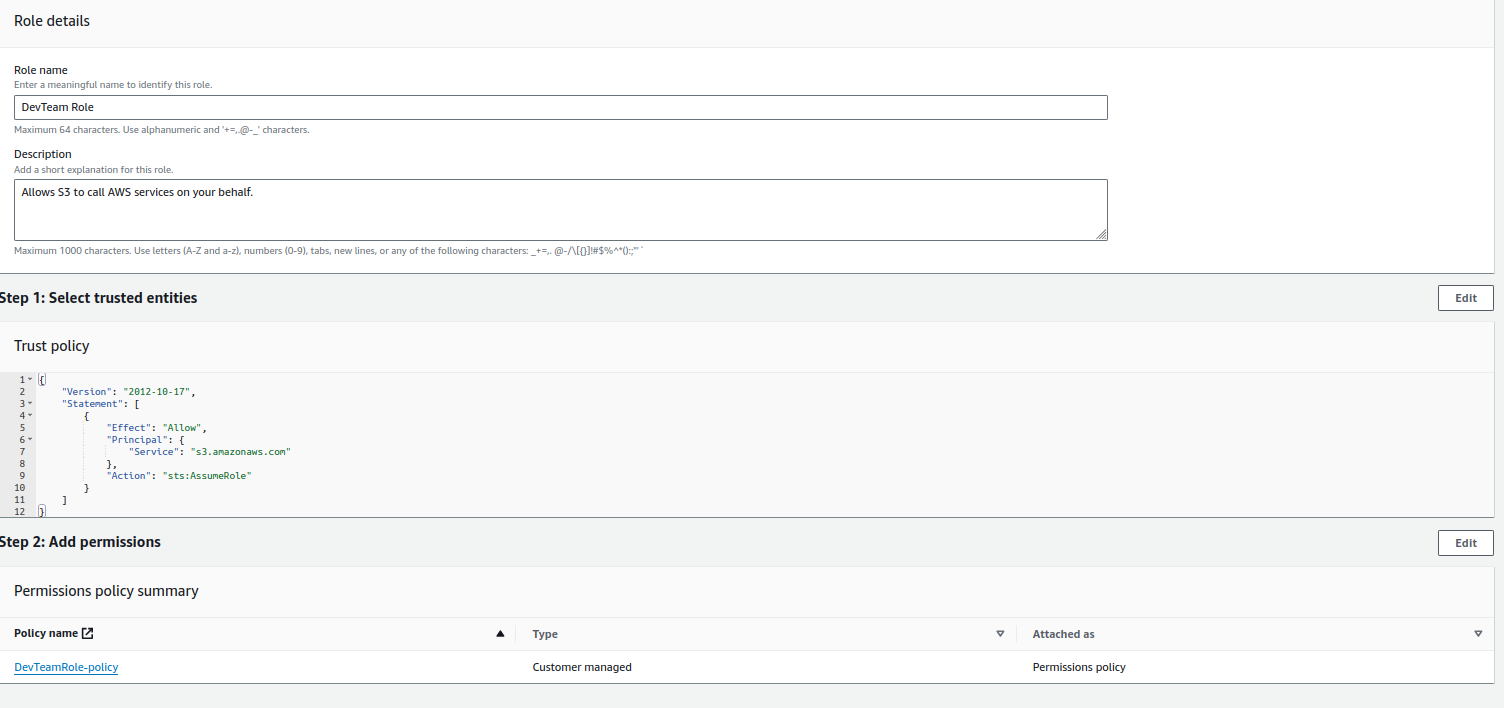 Role details
Role name
Enter a meaningful name to identify this role.
DevTeam Role
Maximum 64 characters. Use alphanumeric and '+=,.@-_' characters.
Description
Add a short explanation for this role.
Allows S3 to call AWS services on your behalf.
Maximum 1000 characters. Use letters (A-Z and a-z), numbers (0-9), tabs, new lines, or any of the following characters: _+=,. @-/\[{}]!#$%^*();:"'`
Step 1: Select trusted entities
Edit
Trust policy
1 {
2     "Version": "2012-10-17",
3     "Statement": [
4         {
5             "Effect": "Allow",
6             "Principal": {
7                 "Service": "s3.amazonaws.com"
8             },
9             "Action": "sts:AssumeRole"
10         }
11     ]
12 }
Step 2: Add permissions
Edit
Permissions policy summary
Policy name Type Attached as
DevTeamRole-policy Customer managed Permissions policy